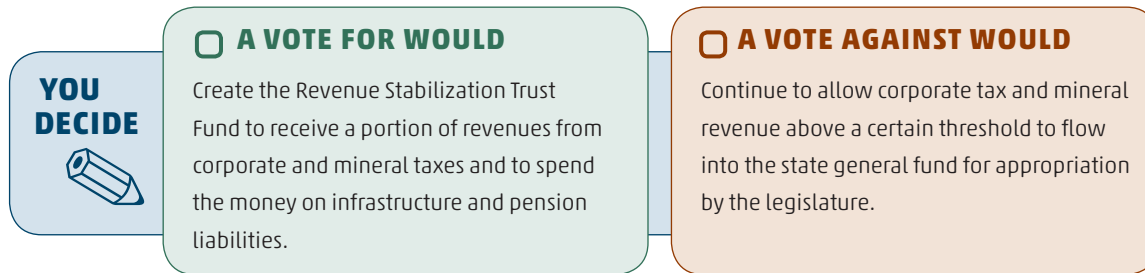 YOU
DECIDE
A VOTE FOR WOULD
Create the Revenue Stabilization Trust
Fund to receive a portion of revenues from
corporate and mineral taxes and to spend
the money on infrastructure and pension
liabilities.
A VOTE AGAINST WOULD
Continue to allow corporate tax and mineral
revenue above a certain threshold to flow
into the state general fund for appropriation
by the legislature.